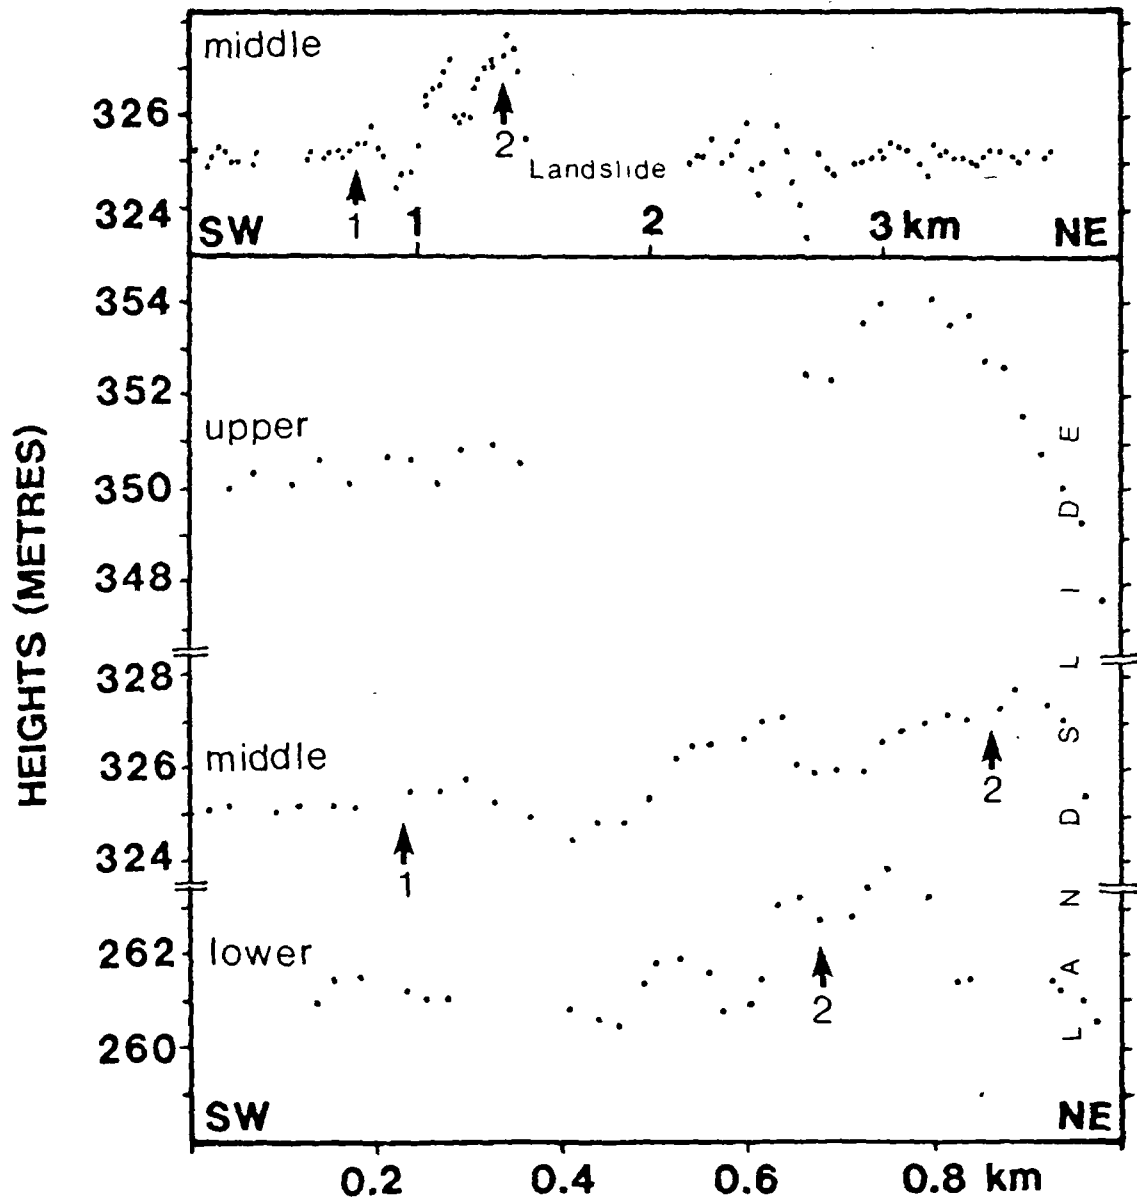 middle
326
2
Landslide
324
1
SW
1
2
3 km
NE
354
352
upper
350
348
HEIGHTS (METRES)
328
middle
326
2
324
1
lower
262
2
260
LANDSLIDE
SW
NE
0.2
0.4
0.6
0.8 km